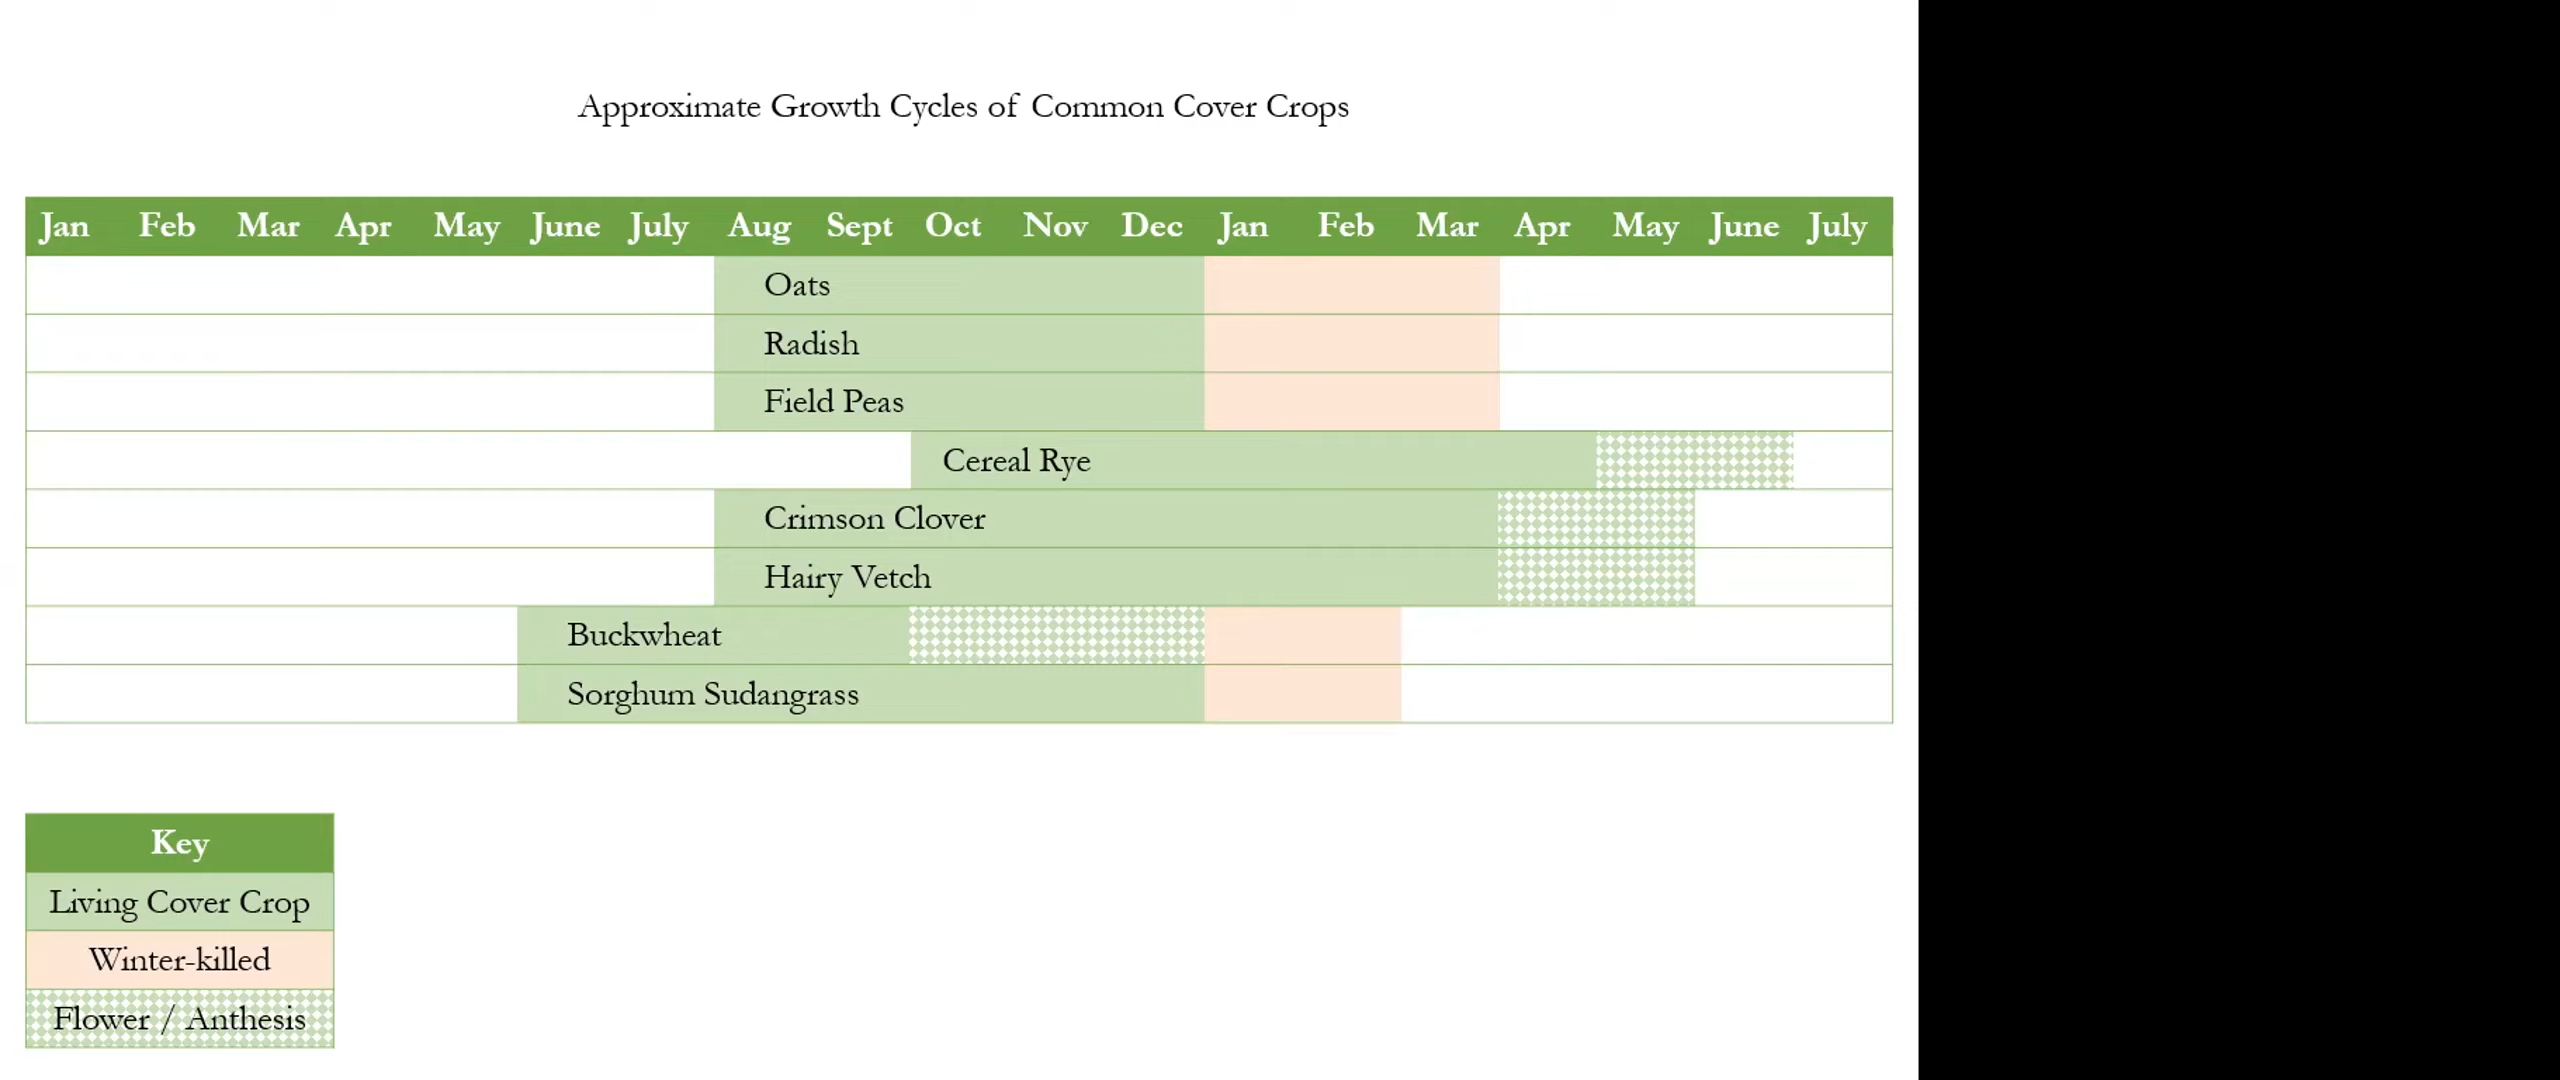 Approximate Growth Cycles of Common Cover Crops
Jan Feb Mar Apr May June July Aug Sept Oct Nov Dec Jan Feb Mar Apr May June July
Oats
Radish
Field Peas
Cereal Rye
Crimson Clover
Hairy Vetch
Buckwheat
Sorghum Sudangrass
Key
Living Cover Crop
Winter-killed
Flower / Anthesis